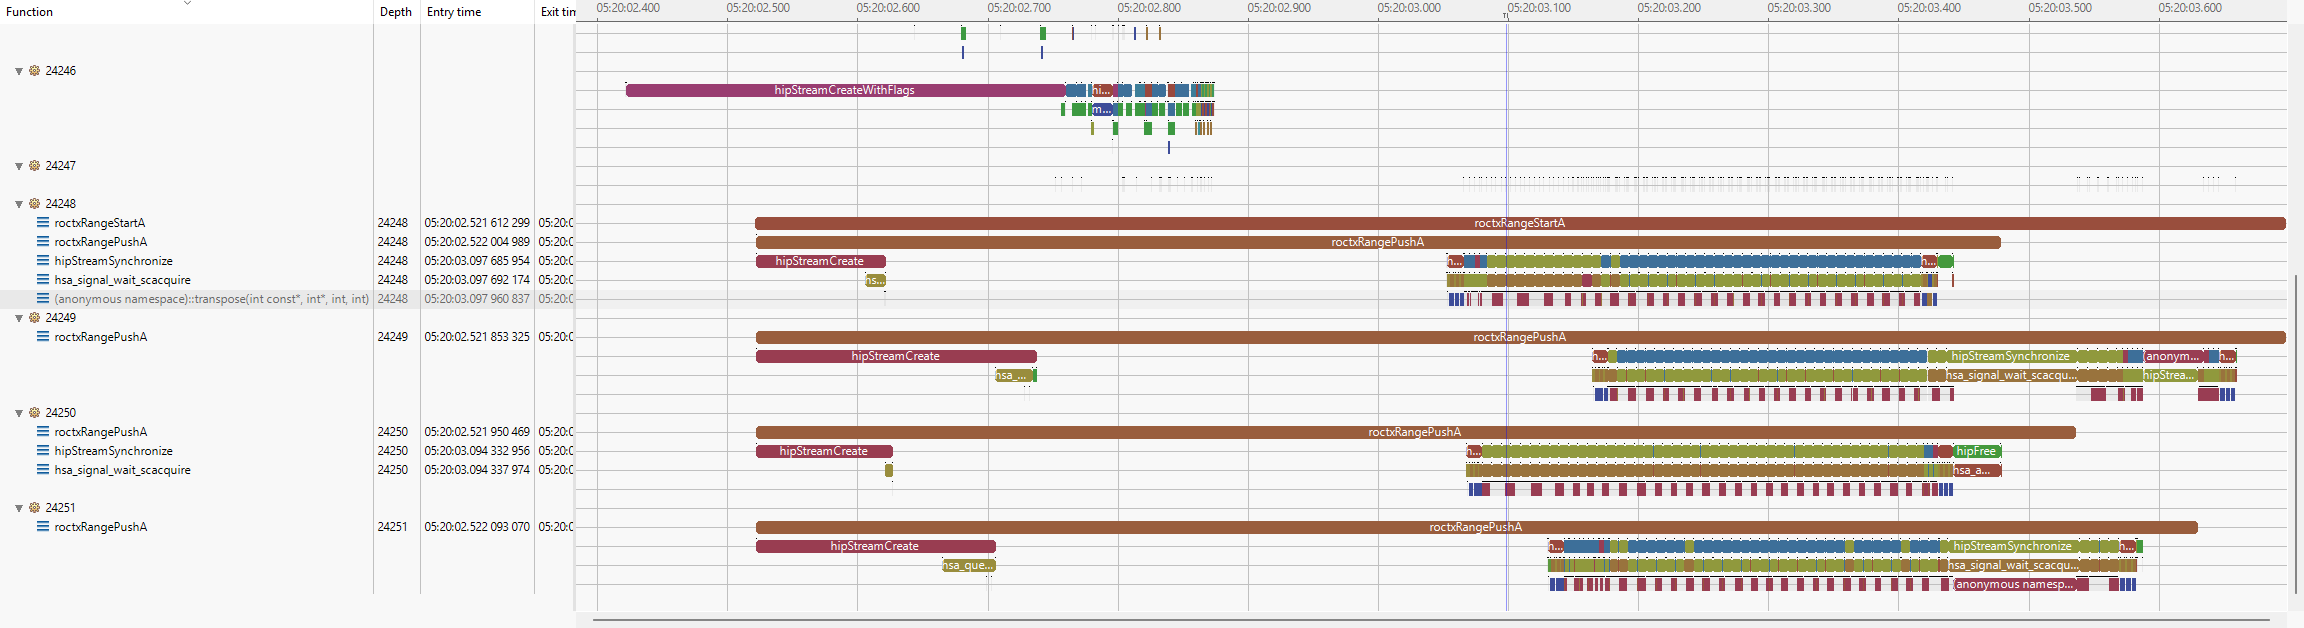 Function Depth Entry time Exit tim 05:20:02.400 05:20:02.500 05:20:02.600 05:20:02.700 05:20:02.800 05:20:02.900 05:20:03.000 05:20:03.100 05:20:03.200 05:20:03.300 05:20:03.400 05:20:03.500 05:20:03.600
24246
hipStreamCreateWithFlags hi...
m...
24247
24248
roctxRangeStartA 24248 05:20:02.521 612 299 05:20:0 roctxRangeStartA
roctxRangePushA 24248 05:20:02.522 004 989 05:20:0 roctxRangePushA
hipStreamSynchronize 24248 05:20:03.097 685 954 05:20:0 hipStreamCreate h... h...
hsa_signal_wait_scacquire 24248 05:20:03.097 692 174 05:20:0 hs...
(anonymous namespace)::transpose(int const*, int*, int, int) 24248 05:20:03.097 960 837 05:20:0
24249
roctxRangePushA 24249 05:20:02.521 853 325 05:20:0 roctxRangePushA
hipStreamCreate h... hipStreamSynchronize (anonym... h...
hsa_... hsa_signal_wait_scacqu... hipStrea...
24250
roctxRangePushA 24250 05:20:02.521 950 469 05:20:0 roctxRangePushA
hipStreamSynchronize 24250 05:20:03.094 332 956 05:20:0 hipStreamCreate h... hipFree
hsa_signal_wait_scacquire 24250 05:20:03.094 337 974 05:20:0 hsa_a...
24251
roctxRangePushA 24251 05:20:02.522 093 070 05:20:0 roctxRangePushA
hipStreamCreate h... hipStreamSynchronize h...
hsa_que... hsa_signal_wait_scacqu...
(anonymous namesp...